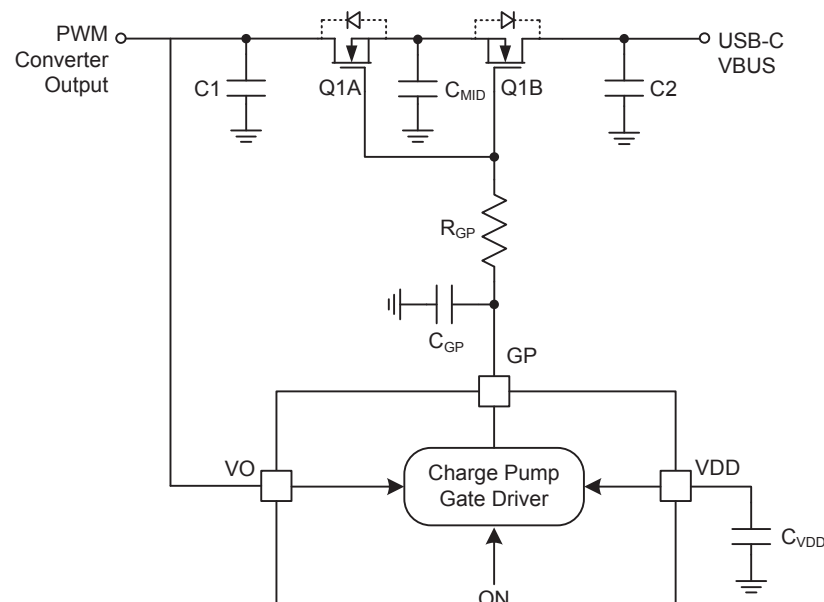 PWM
Converter
Output
USB-C
VBUS
C1
Q1A
CMID
Q1B
C2
RGP
CGP
GP
VO
VDD
Charge Pump
Gate Driver
CVDD
ON